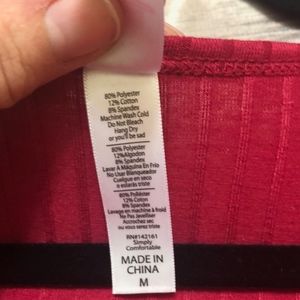 80% Polyester
12% Cotton
8% Spandex
Machine Wash Cold
Do Not Bleach
Hang Dry
or you'll be sad
80% Polyester
12%Algodon
8% Spandex
Lavar A Máquina En Frío
No Usar Blanqueador
Cuelgue en seco
o estarás triste
80% Polièster
12% Cotton
8% Spandex
Lavage en machine à froid
Ne Pas Javelliser
Accrochez sec
ou vous serez triste
RN#142161
Simply
Comfortable
MADE IN
CHINA
M